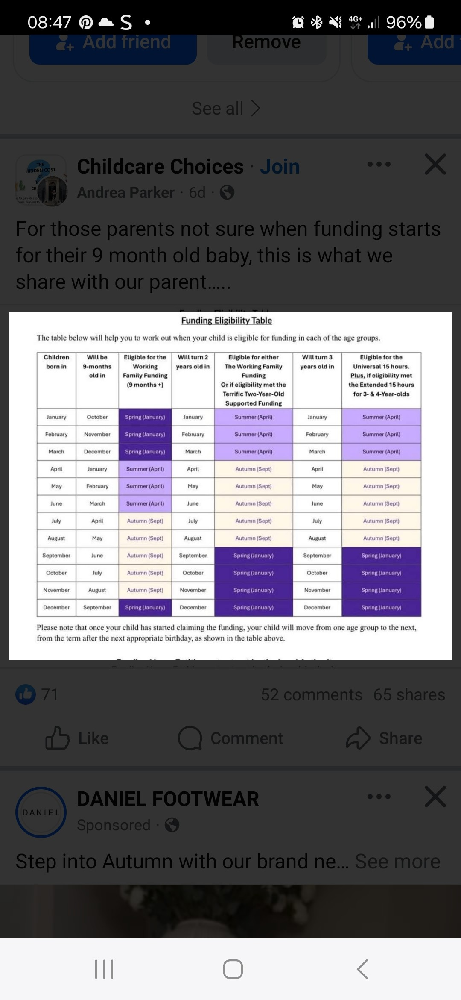 08:47 S
4G+ 96%
Add friend Remove Add
See all
THE
HIDDEN COST
OF
CH
Childcare Choices · Join
Andrea Parker · 6d ·
For those parents not sure when funding starts
for their 9 month old baby, this is what we
share with our parent.....
Funding Eligibility Table
The table below will help you to work out when your child is eligible for funding in each of the age groups.
Children born in | Will be 9-months old in | Eligible for the Working Family Funding (9 months +) | Will turn 2 years old in | Eligible for either The Working Family Funding Or if eligibility met the Terrific Two-Year-Old Supported Funding | Will turn 3 years old in | Eligible for the Universal 15 hours. Plus, if eligibility met the Extended 15 hours for 3- & 4-Year-olds
January October Spring (January) January Summer (April) January Summer (April)
February November Spring (January) February Summer (April) February Summer (April)
March December Spring (January) March Summer (April) March Summer (April)
April January Summer (April) April Autumn (Sept) April Autumn (Sept)
May February Summer (April) May Autumn (Sept) May Autumn (Sept)
June March Summer (April) June Autumn (Sept) June Autumn (Sept)
July April Autumn (Sept) July Autumn (Sept) July Autumn (Sept)
August May Autumn (Sept) August Autumn (Sept) August Autumn (Sept)
September June Autumn (Sept) September Spring (January) September Spring (January)
October July Autumn (Sept) October Spring (January) October Spring (January)
November August Autumn (Sept) November Spring (January) November Spring (January)
December September Spring (January) December Spring (January) December Spring (January)
Please note that once your child has started claiming the funding, your child will move from one age group to the next,
from the term after the next appropriate birthday, as shown in the table above.
71 52 comments 65 shares
Like Comment Share
DANIEL
DANIEL FOOTWEAR
Sponsored ·
Step into Autumn with our brand ne... See more